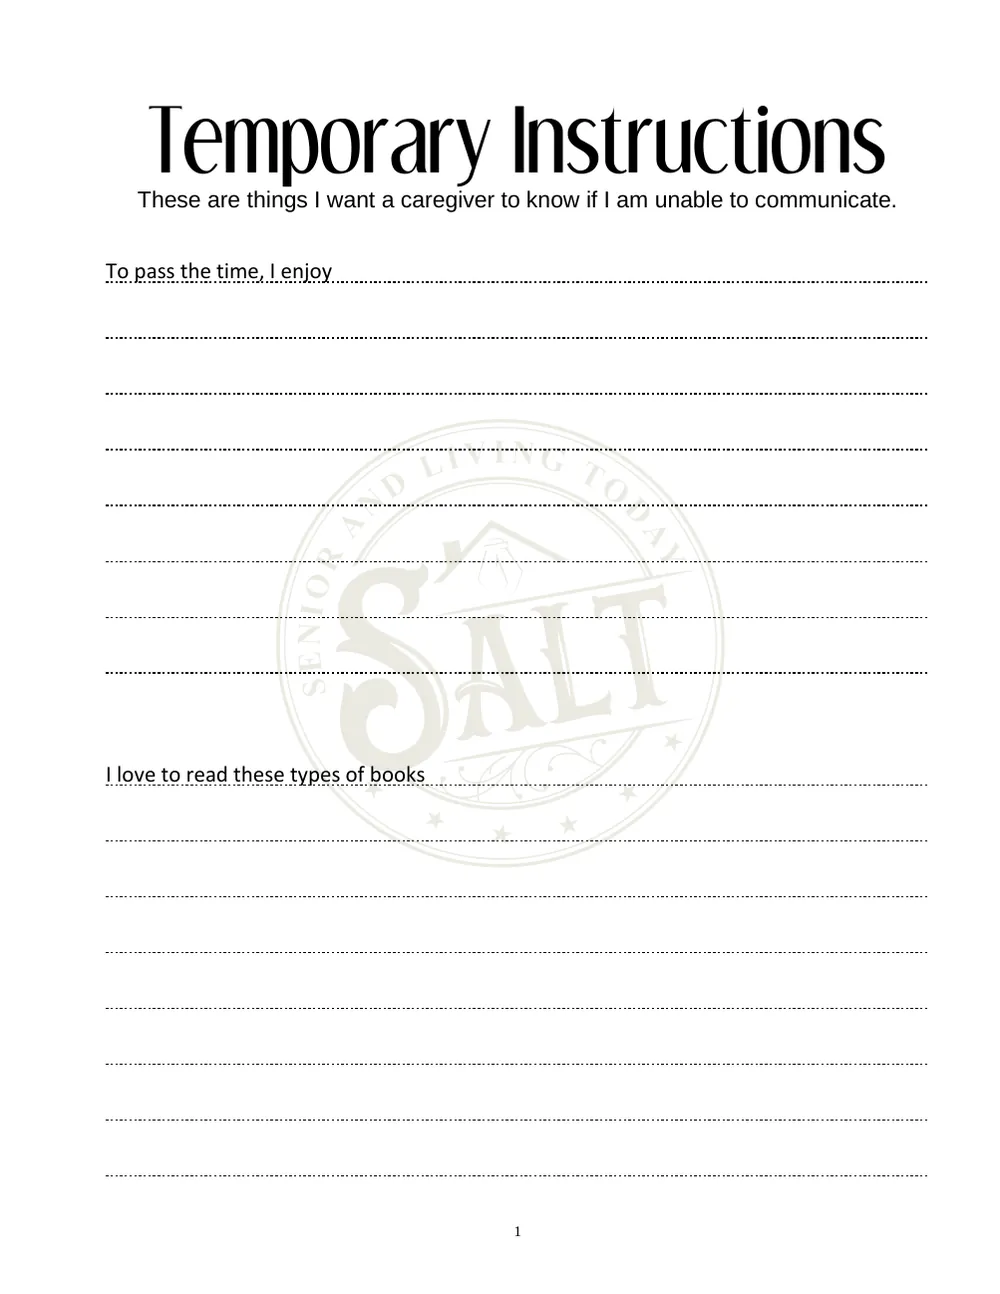 Temporary Instructions
These are things I want a caregiver to know if I am unable to communicate.
To pass the time, I enjoy
SENIOR AND LIVING TODAY
SALT
I love to read these types of books
1